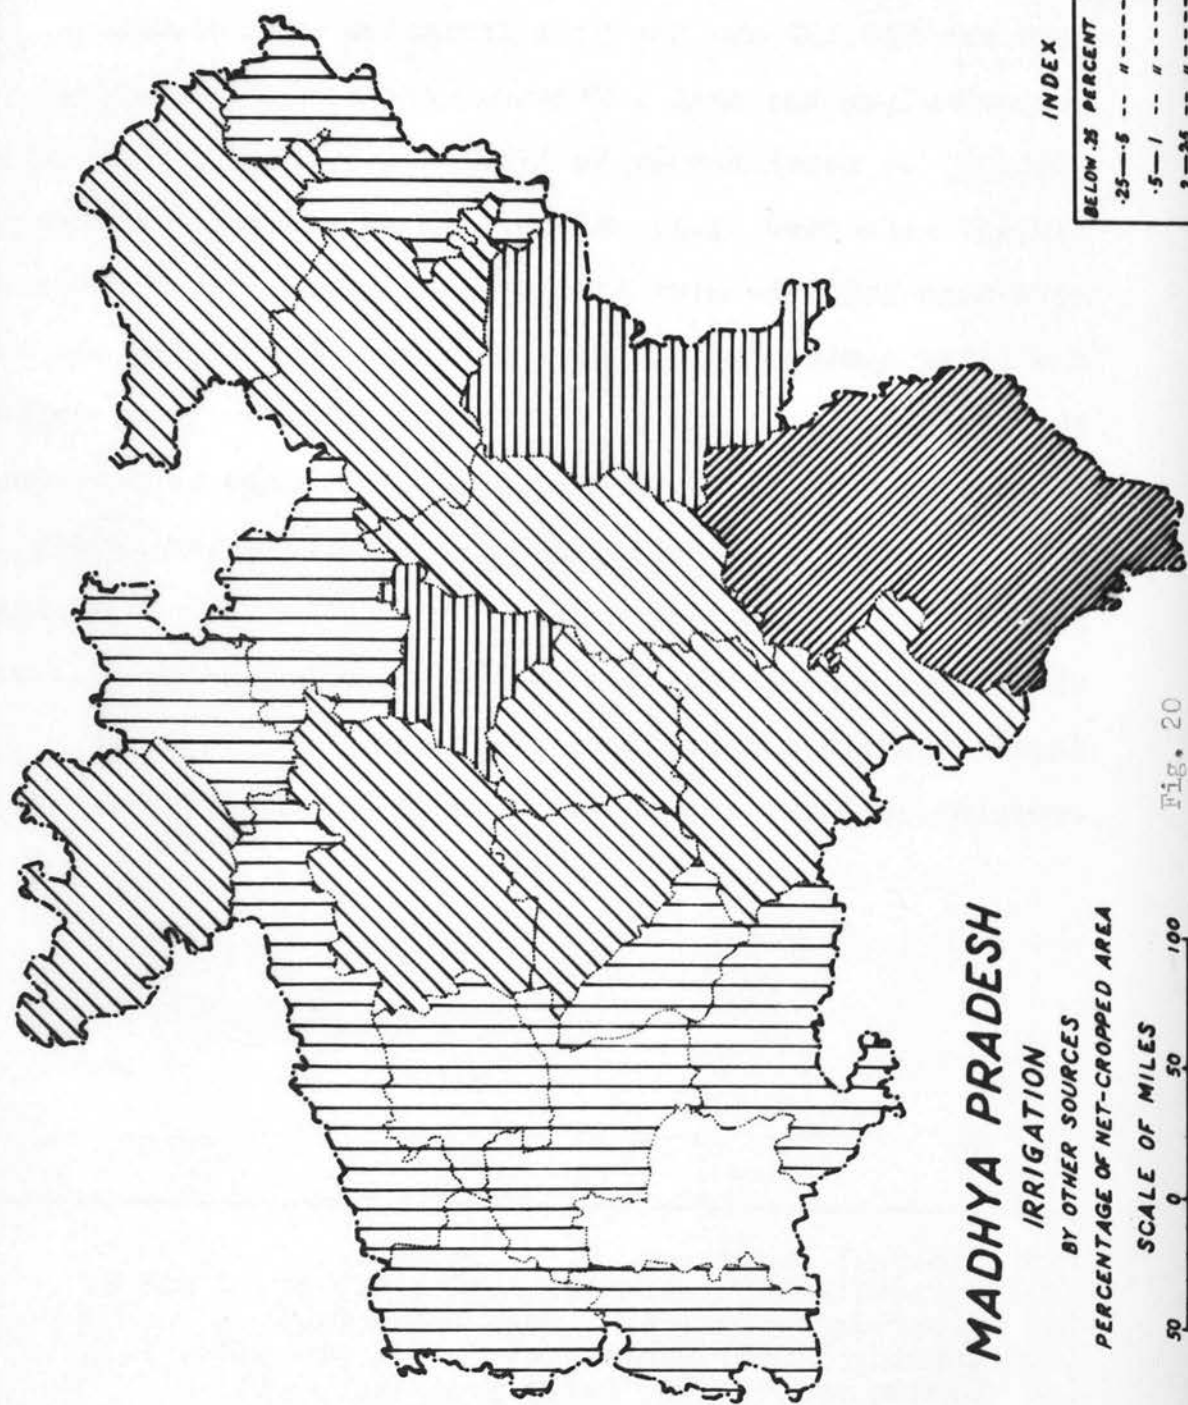 MADHYA PRADESH
IRRIGATION
BY OTHER SOURCES
PERCENTAGE OF NET-CROPPED AREA
SCALE OF MILES
50 0 50 100
INDEX
BELOW .25 PERCENT
.25—.5 -- " -----
.5—1 -- " -----
Fig. 20